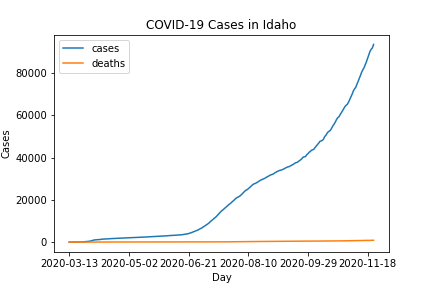 COVID-19 Cases in Idaho
cases
deaths
80000
60000
40000
20000
0
Cases
2020-03-13 2020-05-02 2020-06-21 2020-08-10 2020-09-29 2020-11-18
Day